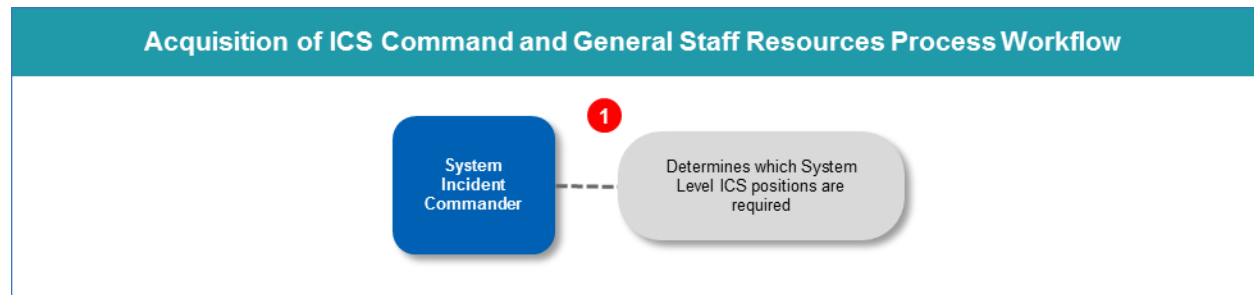 Acquisition of ICS Command and General Staff Resources Process Workflow
1
System
Incident
Commander
Determines which System
Level ICS positions are
required